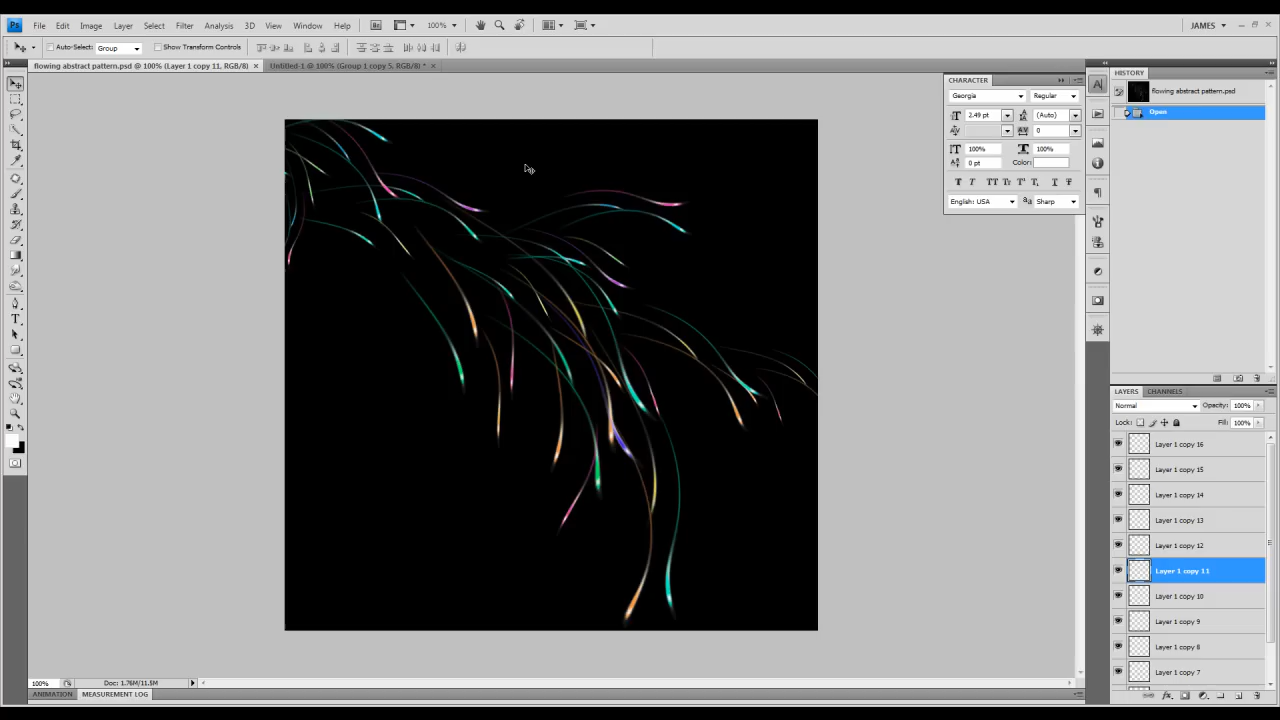 Ps File Edit Image Layer Select Filter Analysis 3D View Window Help Br 100% JAMES
Auto-Select: Group Show Transform Controls
flowing abstract pattern.psd @ 100% (Layer 1 copy 11, RGB/8) × Untitled-1 @ 100% (Group 1 copy 5, RGB/8) * ×
CHARACTER
Georgia Regular
2.49 pt (Auto)
0
100% 100%
0 pt Color:
T T TT Tr T' T, T T
English: USA aa Sharp
HISTORY
flowing abstract pattern.psd
Open
LAYERS CHANNELS
Normal Opacity: 100%
Lock: Fill: 100%
Layer 1 copy 16
Layer 1 copy 15
Layer 1 copy 14
Layer 1 copy 13
Layer 1 copy 12
Layer 1 copy 11
Layer 1 copy 10
Layer 1 copy 9
Layer 1 copy 8
Layer 1 copy 7
100% Doc: 1.76M/11.5M
ANIMATION MEASUREMENT LOG